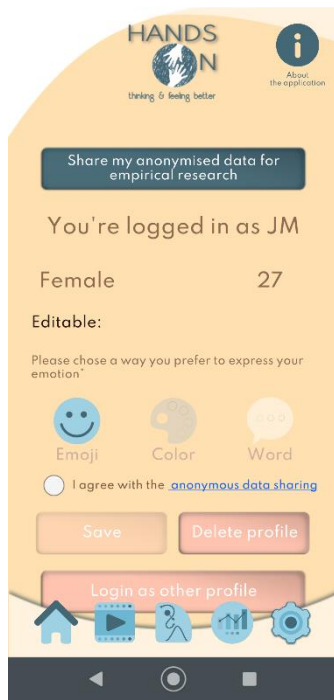 HANDS
ON
thinking & feeling better
About
the application
Share my anonymised data for
empirical research
You're logged in as JM
Female 27
Editable:
Please chose a way you prefer to express your
emotion*
Emoji Color Word
I agree with the anonymous data sharing
Save Delete profile
Login as other profile